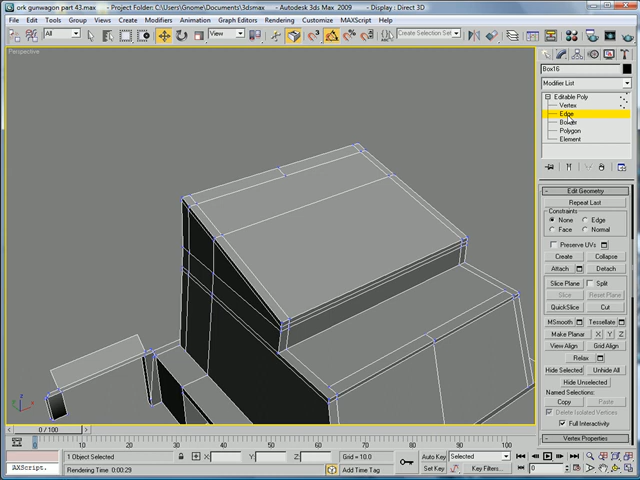 ork gunwagon part 43.max - C:\Users\Gnome\Documents\3dsmax - Autodesk 3ds Max 2009 - Display : Direct 3D
File Edit Tools Group Views Create Modifiers Animation Graph Editors Rendering Customize MAXScript Help
All View 3 Create Selection Set
Perspective
Box16
Modifier List
Editable Poly
Vertex
Edge
Border
Polygon
Element
Edit Geometry
Repeat Last
Constraints
None Edge
Face Normal
Preserve UVs
Create Collapse
Attach Detach
Slice Plane Split
Slice Reset Plane
QuickSlice Cut
MSmooth Tessellate
Make Planar X Y Z
View Align Grid Align
Relax
Hide Selected Unhide All
Hide Unselected
Named Selections:
Copy Paste
Delete Isolated Vertices
Full Interactivity
Vertex Properties
0 / 100
0 10 20 30 40 50 60 70 80 90 100
1 Object Selected X: Y: Z: Grid = 10.0 Auto Key Selected
AXScript. Rendering Time 0:00:29 Add Time Tag Set Key Key Filters... 0